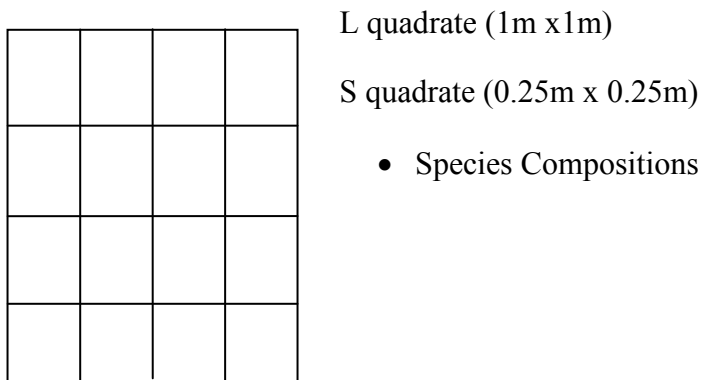 L quadrate (1m x1m)
S quadrate (0.25m x 0.25m)
• Species Compositions